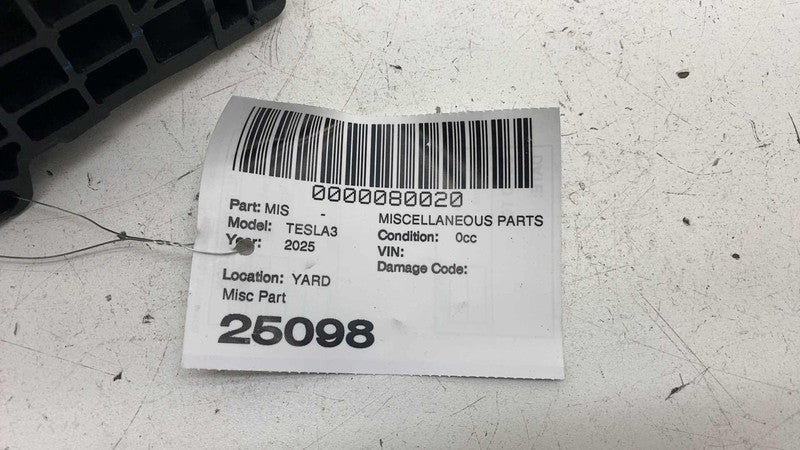 0000080020
Part: MIS - MISCELLANEOUS PARTS
Model: TESLA3 Condition: 0cc
Year: 2025 VIN:
Damage Code:
Location: YARD
Misc Part
25098